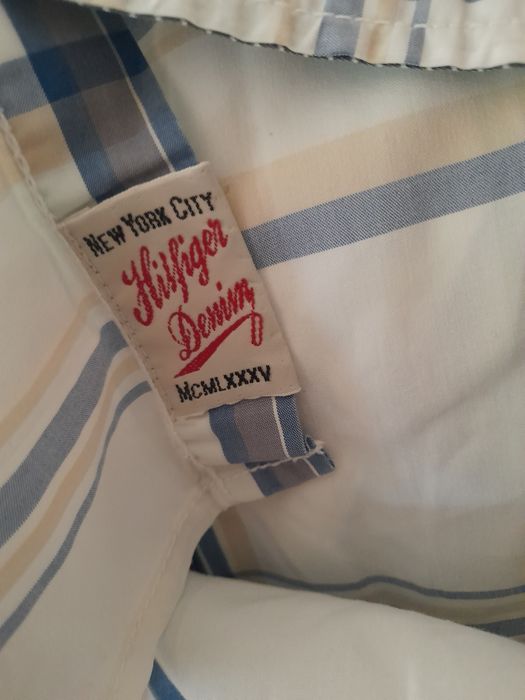 NEW YORK CITY
Hilfiger
Denim
MCMLXXXV